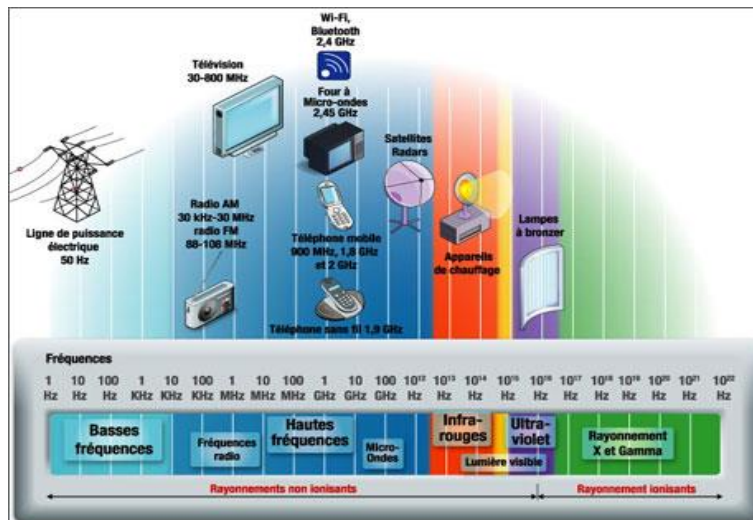 Wi-Fi,
Bluetooth
2,4 GHz
Télévision
30-800 MHz
Four à
Micro-ondes
2,45 GHz
Satellites
Radars
Ligne de puissance
électrique
50 Hz
Radio AM
30 kHz-30 MHz
radio FM
88-108 MHz
Téléphone mobile
900 MHz, 1,8 GHz
et 2 GHz
Téléphone sans fil 1,9 GHz
Appareils
de chauffage
Lampes
à bronzer
Fréquences
1 10 100 1 10 100 1 10 100 1 10 100 10¹² 10¹³ 10¹⁴ 10¹⁵ 10¹⁶ 10¹⁷ 10¹⁸ 10¹⁹ 10²⁰ 10²¹ 10²²
Hz Hz Hz KHz KHz KHz MHz MHz MHz GHz GHz GHz Hz Hz Hz Hz Hz Hz Hz Hz Hz Hz Hz
Basses
fréquences
Fréquences
radio
Hautes
fréquences
Micro-
Ondes
Infra-
rouges
Lumière visible
Ultra-
violet
Rayonnement
X et Gamma
Rayonnements non ionisants
Rayonnement ionisants